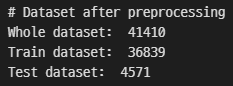 # Dataset after preprocessing
Whole dataset:  41410
Train dataset:  36839
Test dataset:  4571